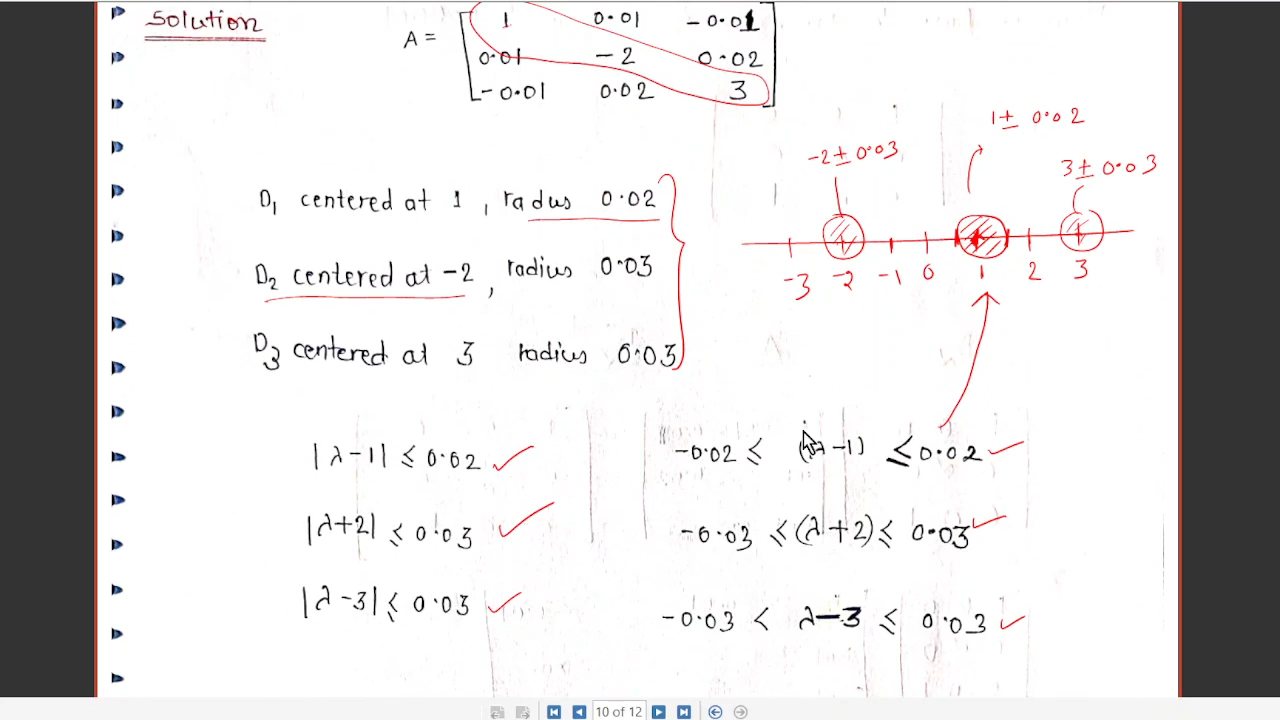 Solution
A = [ 1 0.01 -0.01
0.01 -2 0.02
-0.01 0.02 3 ]
1 ± 0.02
-2 ± 0.03
3 ± 0.03
D₁ centered at 1, radus 0.02
D₂ centered at -2, radius 0.03
D₃ centered at 3 radius 0.03
-3 -2 -1 0 1 2 3
|λ-1| ≤ 0.02 ✓ -0.02 ≤ (λ-1) ≤ 0.02 ✓
|λ+2| ≤ 0.03 ✓ -0.03 ≤ (λ+2) ≤ 0.03 ✓
|λ-3| ≤ 0.03 ✓ -0.03 < λ-3 ≤ 0.03 ✓
10 of 12